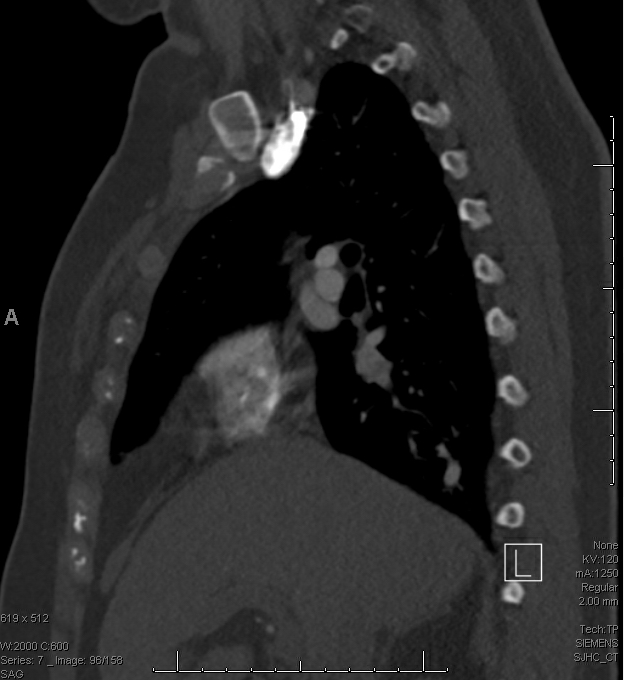 A
L
None
KV:120
mA:1250
Regular
2.00 mm
Tech:TP
SIEMENS
SJHC_CT
619 x 512
W:2000 C:600
Series: 7 _ Image: 96/158
SAG